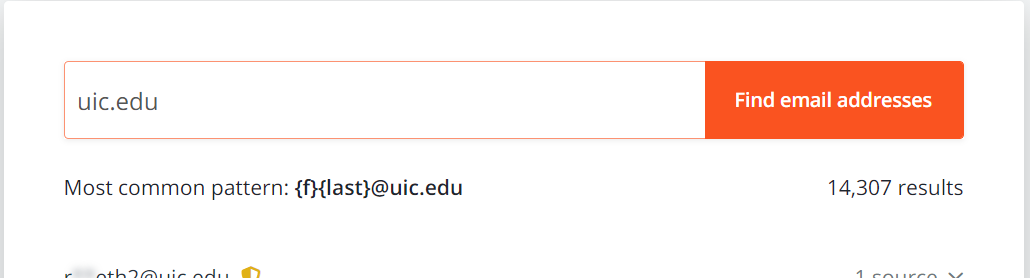 uic.edu
Find email addresses
Most common pattern: {f}{last}@uic.edu
14,307 results
1 source